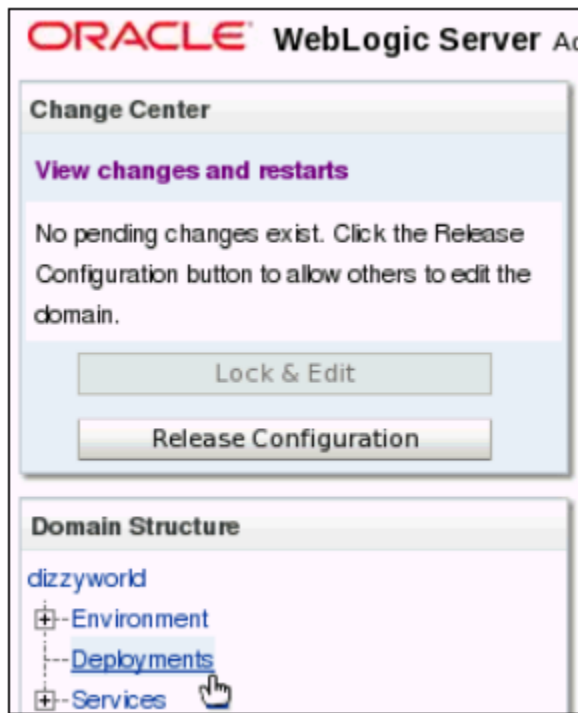 ORACLE WebLogic Server
Change Center
View changes and restarts
No pending changes exist. Click the Release
Configuration button to allow others to edit the
domain.
Lock & Edit
Release Configuration
Domain Structure
dizzyworld
Environment
Deployments
Services